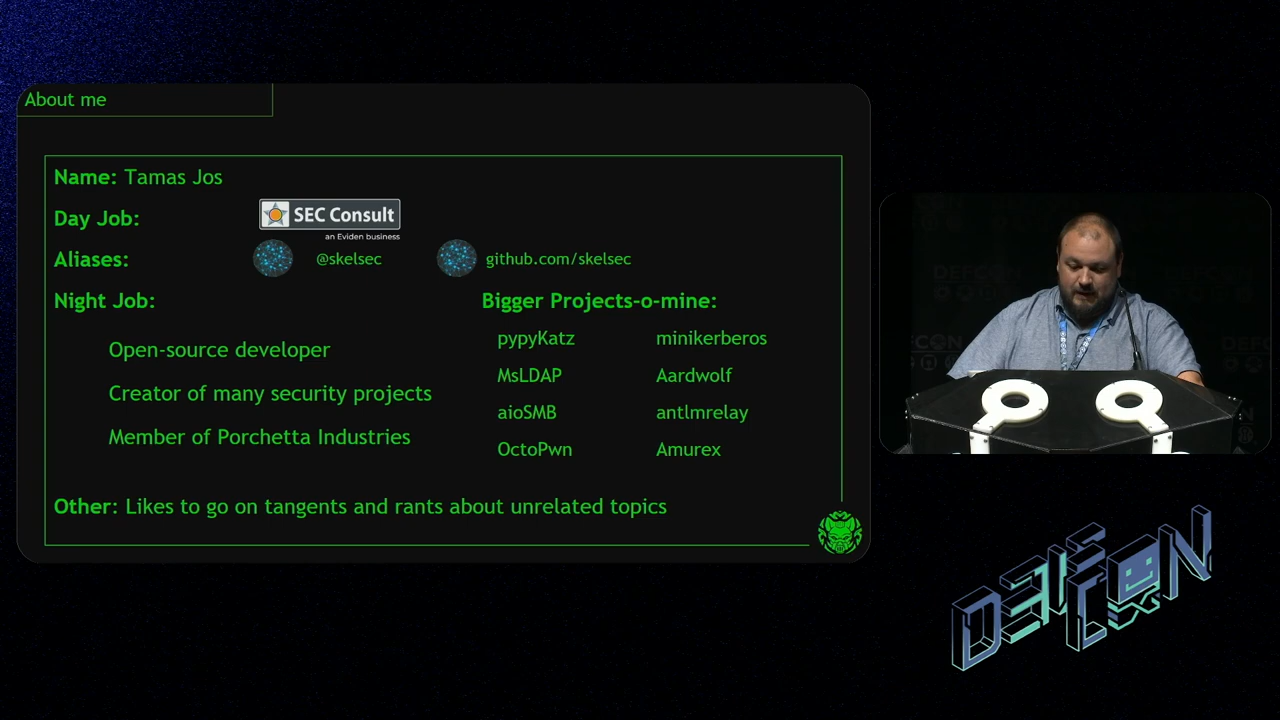 About me
Name: Tamas Jos
Day Job:
SEC Consult
an Eviden business
Aliases:
@skelsec
github.com/skelsec
Night Job:
Open-source developer
Creator of many security projects
Member of Porchetta Industries
Bigger Projects-o-mine:
pypyKatz
minikerberos
MsLDAP
Aardwolf
aioSMB
antlmrelay
OctoPwn
Amurex
Other: Likes to go on tangents and rants about unrelated topics
DEFCON
DEF CON